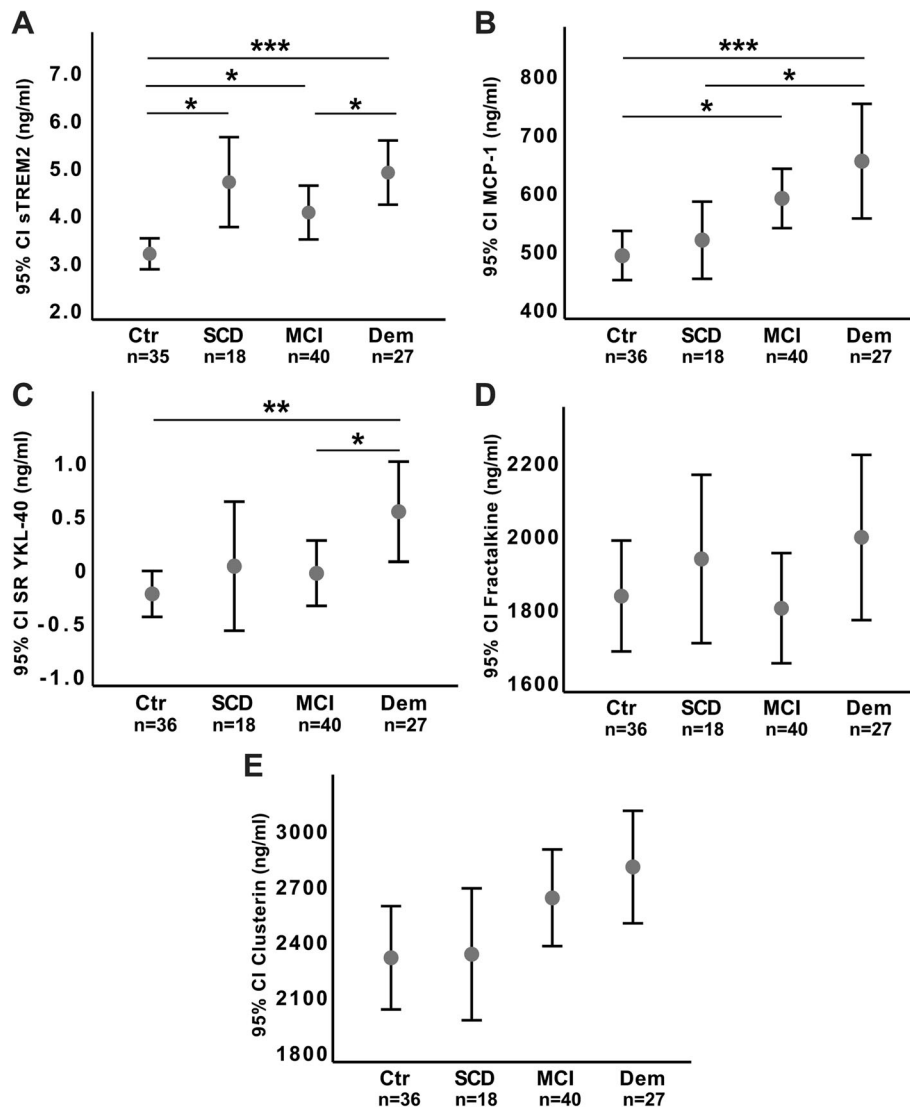 A
***
*
*
*
7.0
6.0
5.0
4.0
3.0
2.0
95% CI sTREM2 (ng/ml)
Ctr SCD MCI Dem
n=35 n=18 n=40 n=27
B
***
*
*
800
700
600
500
400
95% CI MCP-1 (ng/ml)
Ctr SCD MCI Dem
n=36 n=18 n=40 n=27
C
**
*
1.0
0.5
0
-0.5
-1.0
95% CI SR YKL-40 (ng/ml)
Ctr SCD MCI Dem
n=36 n=18 n=40 n=27
D
2200
2000
1800
1600
95% CI Fractalkine (ng/ml)
Ctr SCD MCI Dem
n=36 n=18 n=40 n=27
E
3000
2700
2400
2100
1800
95% CI Clusterin (ng/ml)
Ctr SCD MCI Dem
n=36 n=18 n=40 n=27